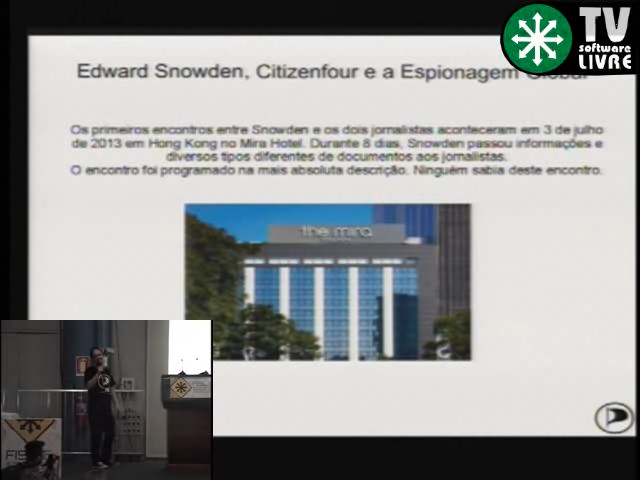 TV
software
LIVRE
Edward Snowden, Citizenfour e a Espionagem Global
Os primeiros encontros entre Snowden e os dois jornalistas aconteceram em 3 de julho
de 2013 em Hong Kong no Mira Hotel. Durante 8 dias, Snowden passou informações e
diversos tipos diferentes de documentos aos jornalistas.
O encontro foi programado na mais absoluta descrição. Ninguém sabia deste encontro.
the mira
FIS